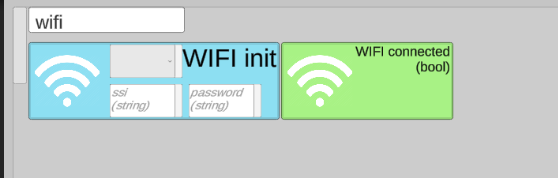 wifi
WIFI init
ssi
(string)
password
(string)
WIFI connected
(bool)